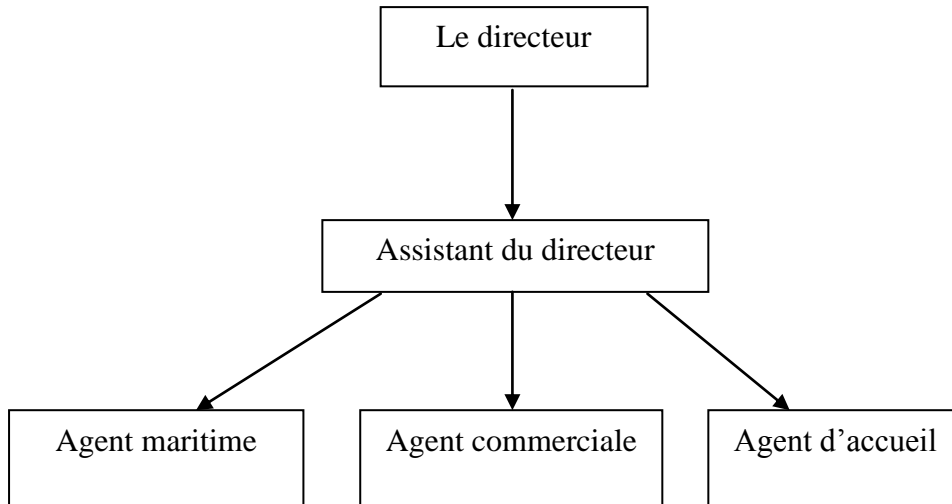 Le directeur
Assistant du directeur
Agent maritime
Agent commerciale
Agent d’accueil